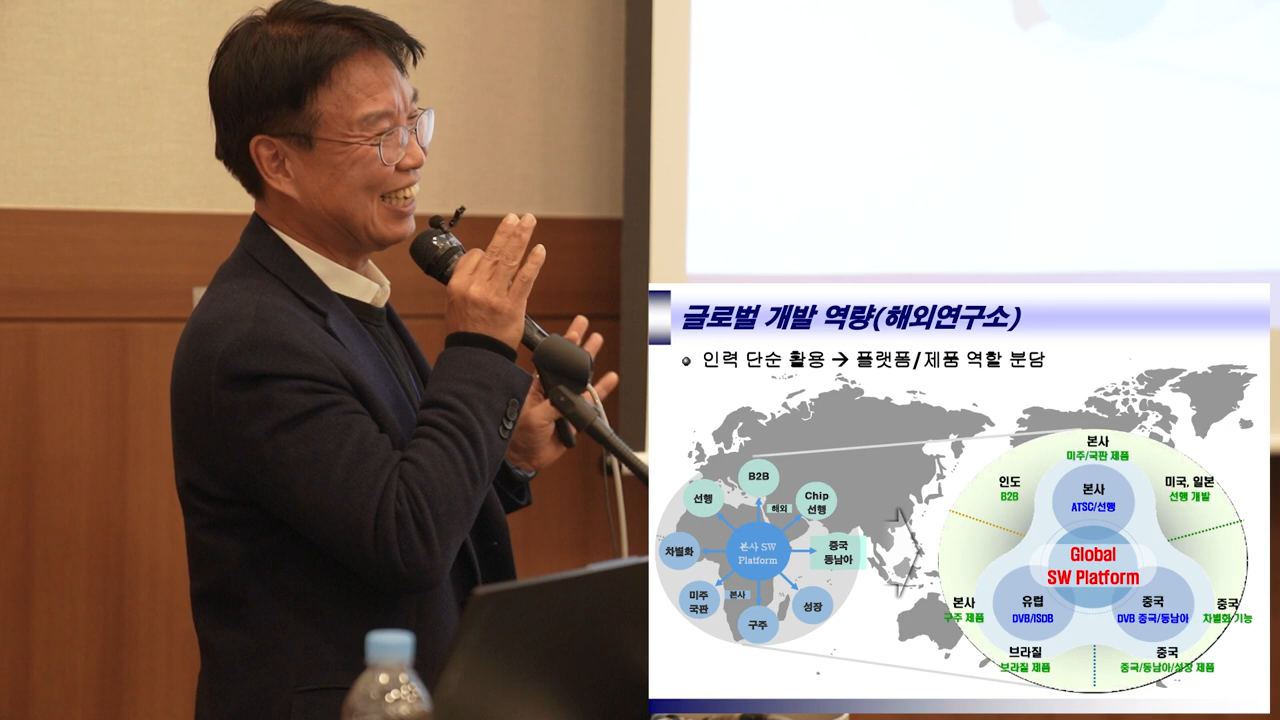 글로벌 개발 역량(해외연구소)
인력 단순 활용 → 플랫폼/제품 역할 분담
B2B
선행
Chip
선행
해외
차별화
본사 SW
Platform
중국
동남아
미주
국판
본사
구주
성장
본사
미주/국판 제품
인도
B2B
본사
ATSC/선행
미국, 일본
선행 개발
Global
SW Platform
본사
구주 제품
유럽
DVB/ISDB
중국
DVB 중국/동남아
중국
차별화 기능
브라질
브라질 제품
중국
중국/동남아/성장 제품